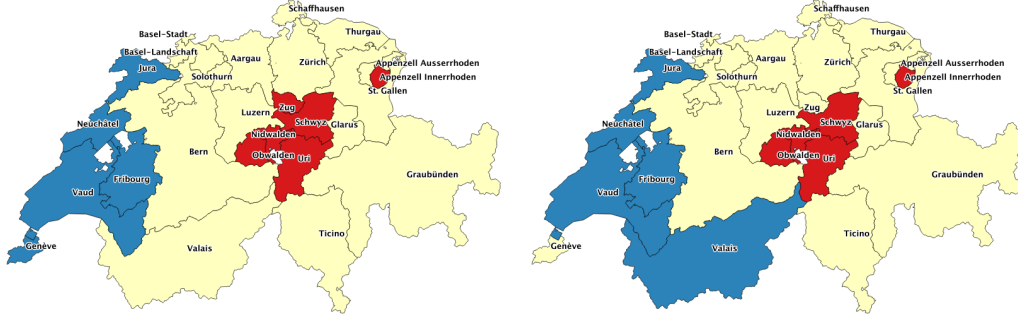 Schaffhausen
Basel-Stadt
Thurgau
Basel-Landschaft
Aargau
Zürich
Jura
Appenzell Ausserrhoden
Solothurn
Appenzell Innerrhoden
St. Gallen
Zug
Luzern
Neuchâtel
Schwyz
Glarus
Nidwalden
Bern
Obwalden
Uri
Fribourg
Graubünden
Vaud
Ticino
Genève
Valais
Schaffhausen
Basel-Stadt
Thurgau
Basel-Landschaft
Aargau
Zürich
Jura
Appenzell Ausserrhoden
Solothurn
Appenzell Innerrhoden
St. Gallen
Zug
Luzern
Neuchâtel
Schwyz
Glarus
Nidwalden
Bern
Obwalden
Uri
Fribourg
Graubünden
Vaud
Ticino
Genève
Valais